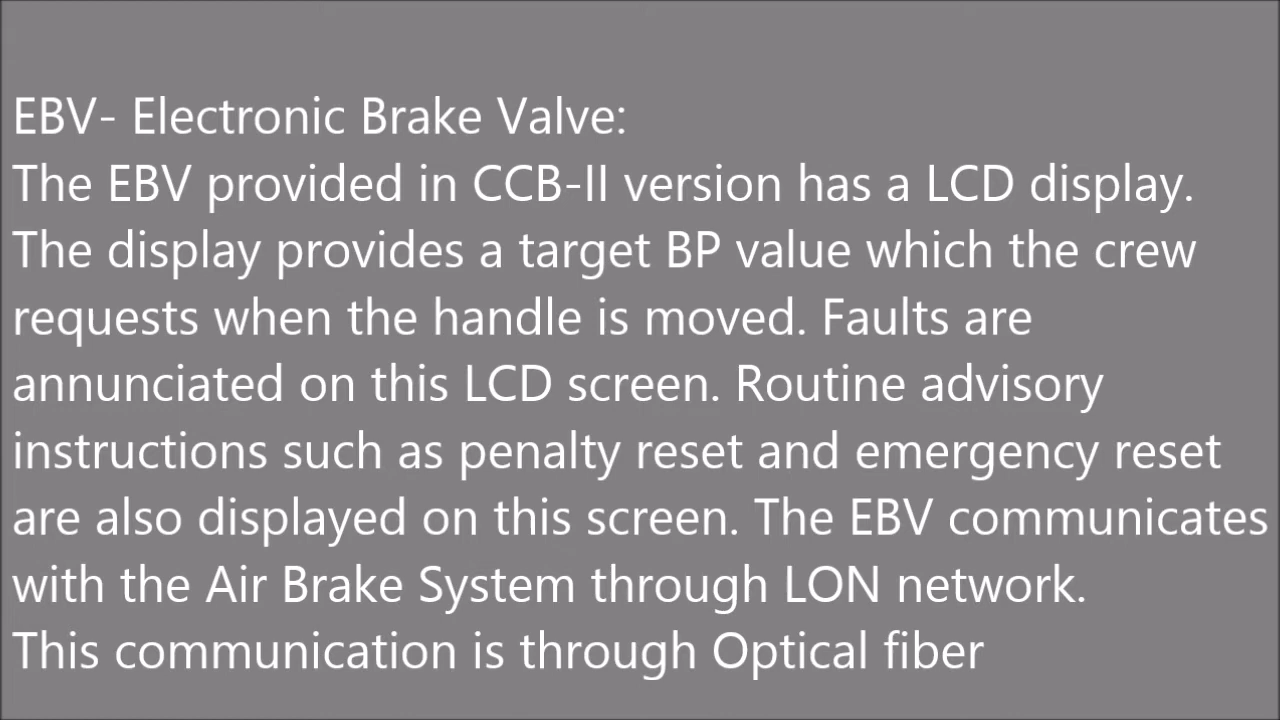 EBV- Electronic Brake Valve:
The EBV provided in CCB-II version has a LCD display.
The display provides a target BP value which the crew
requests when the handle is moved. Faults are
annunciated on this LCD screen. Routine advisory
instructions such as penalty reset and emergency reset
are also displayed on this screen. The EBV communicates
with the Air Brake System through LON network.
This communication is through Optical fiber